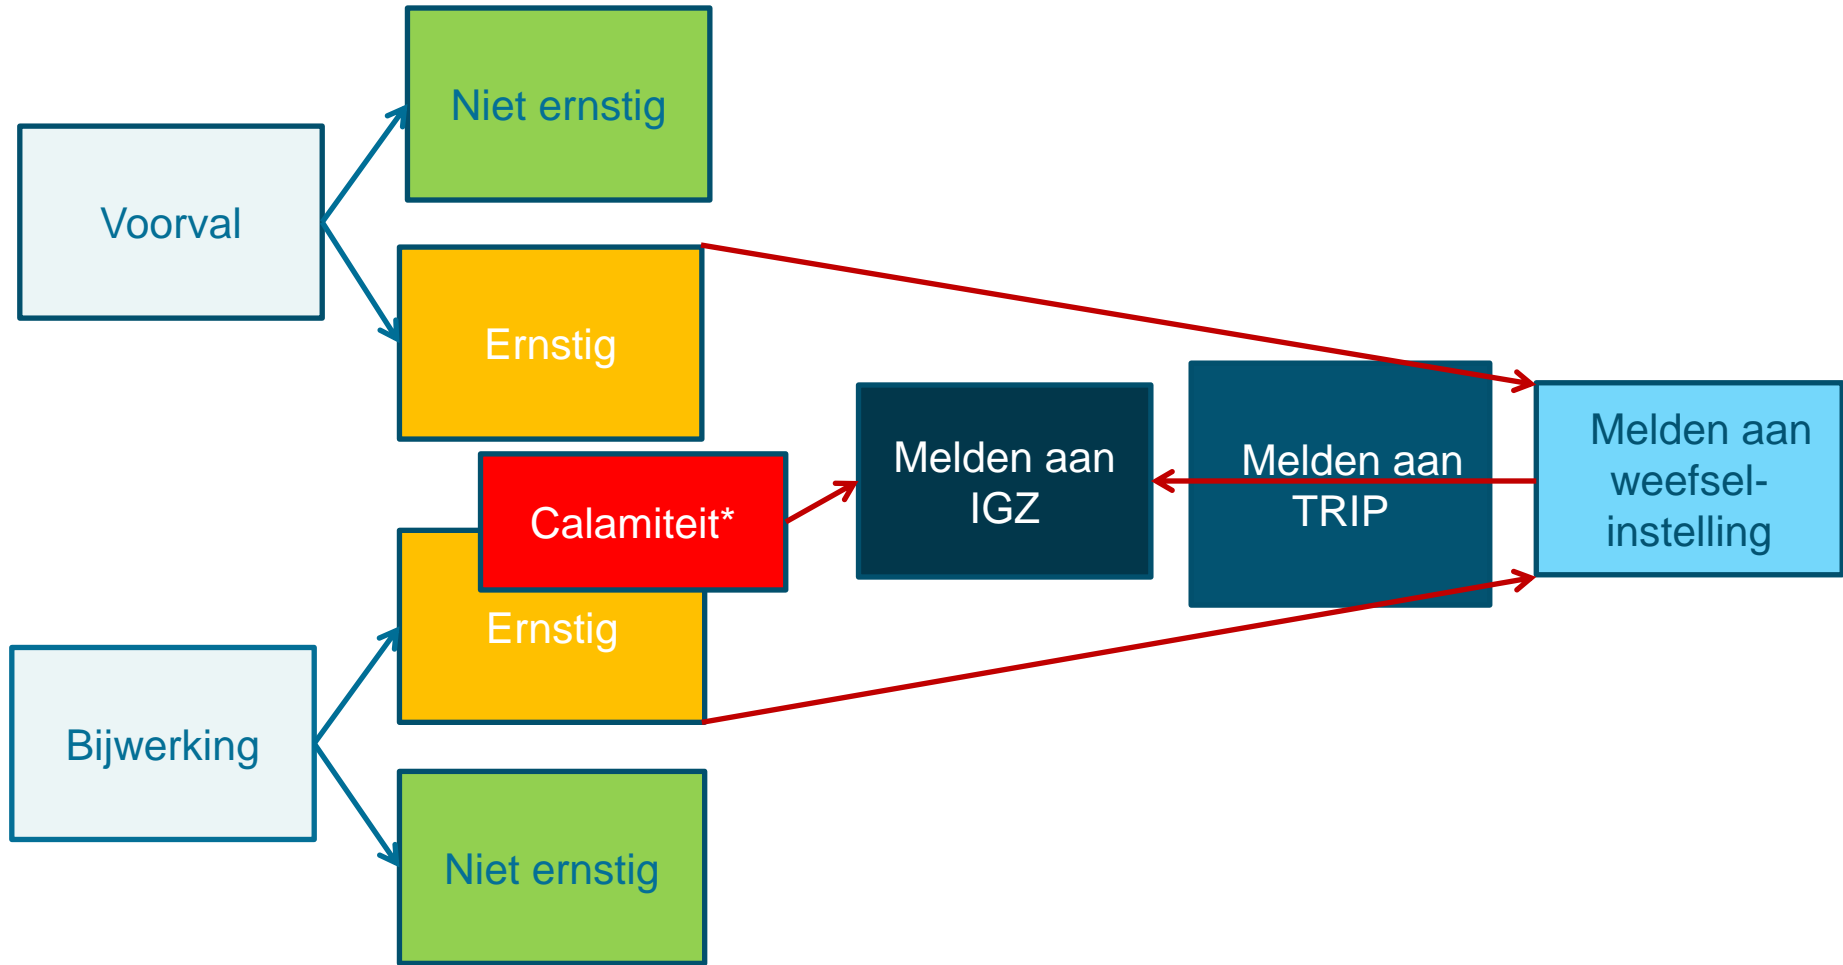 Niet ernstig
Voorval
Ernstig
Calamiteit*
Melden aan
IGZ
Melden aan
TRIP
Melden aan
weefsel-
instelling
Ernstig
Bijwerking
Niet ernstig